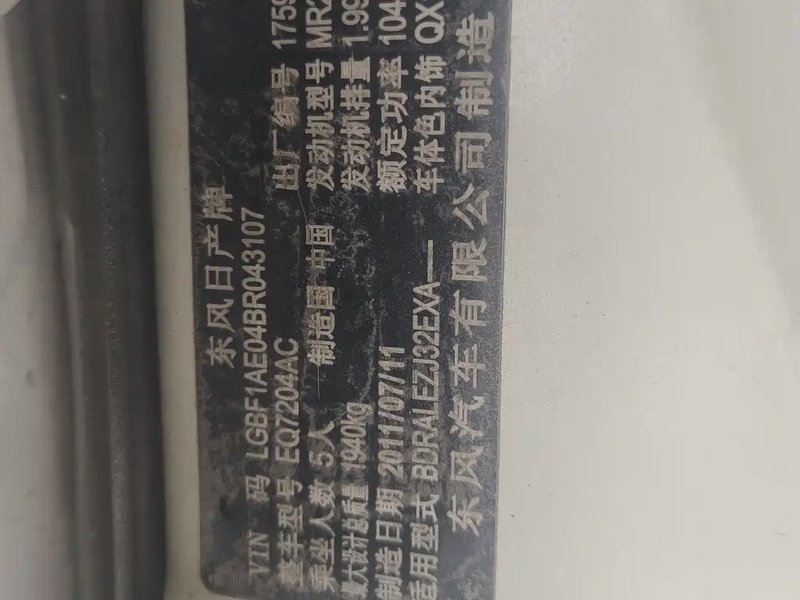 东风日产牌
VIN 码 LGBF1AE04BR043107
整车型号 EQ7204AC 出厂编号 1759
乘坐人数 5人 制造国 中国 发动机型号 MR2
最大设计总质量 1940kg 发动机排量 1.99
制造日期 2011/07/11 额定功率 104
适用型式 BDRALEZJ32EXA— 车体色内饰 QX
东风汽车有限公司制造